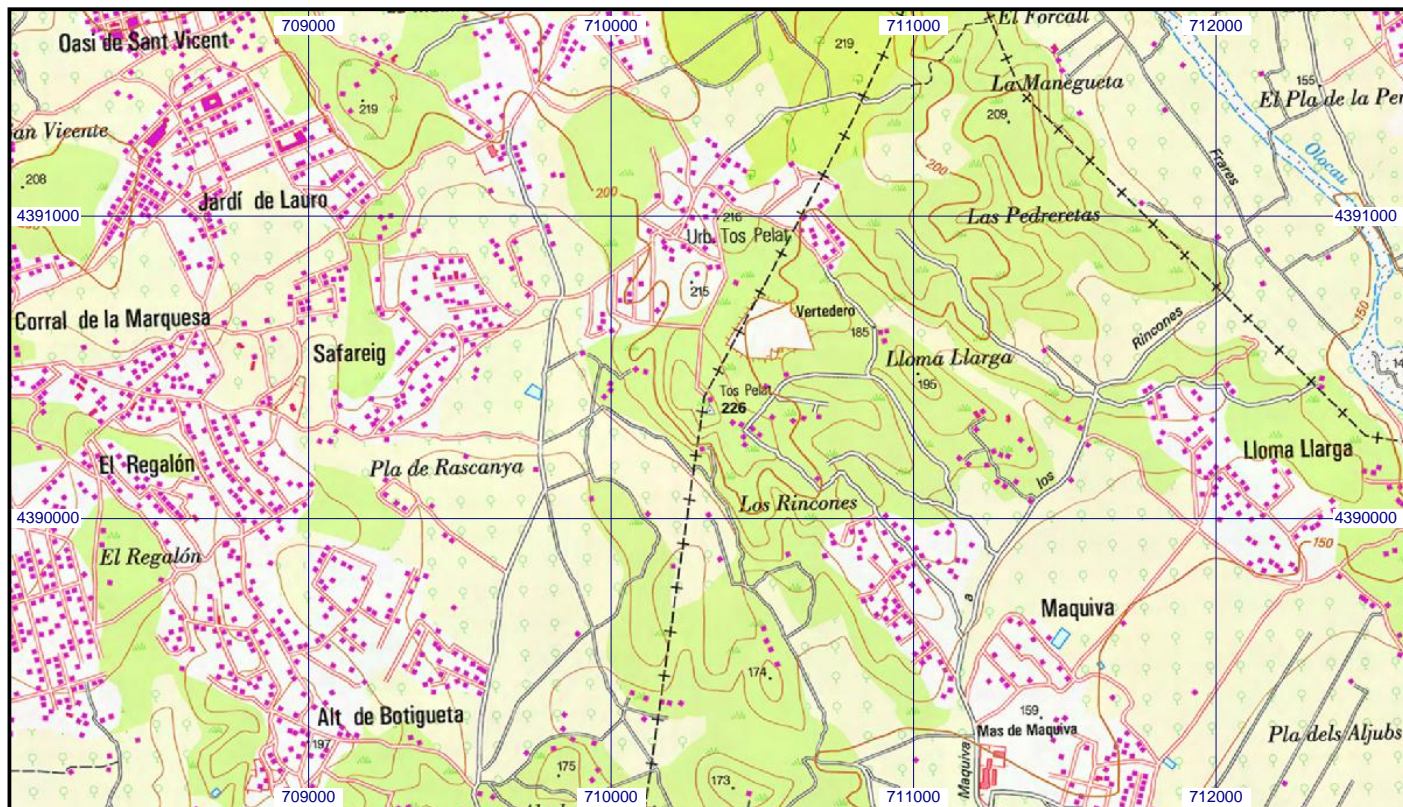 709000
710000
711000
712000
El Forcall
Oasi de Sant Vicent
219
La Manegueta
155
219
209
El Pla de la Per
an Vicente
Olocau
Frares
200
208
200
Jardí de Lauro
4391000
216
Las Pedreretas
4391000
Urb. Tos Pelat
215
150
Corral de la Marquesa
Vertedero
185
Rincones
Safareig
Lloma Llarga
195
Tos Pelat
226
El Regalón
Pla de Rascanya
Lloma Llarga
los
4390000
Los Rincones
4390000
El Regalón
150
a
Maquiva
174
Alt de Botigueta
159
Mas de Maquiva
Pla dels Aljubs
197
Maquiva
175
173
709000
710000
711000
712000